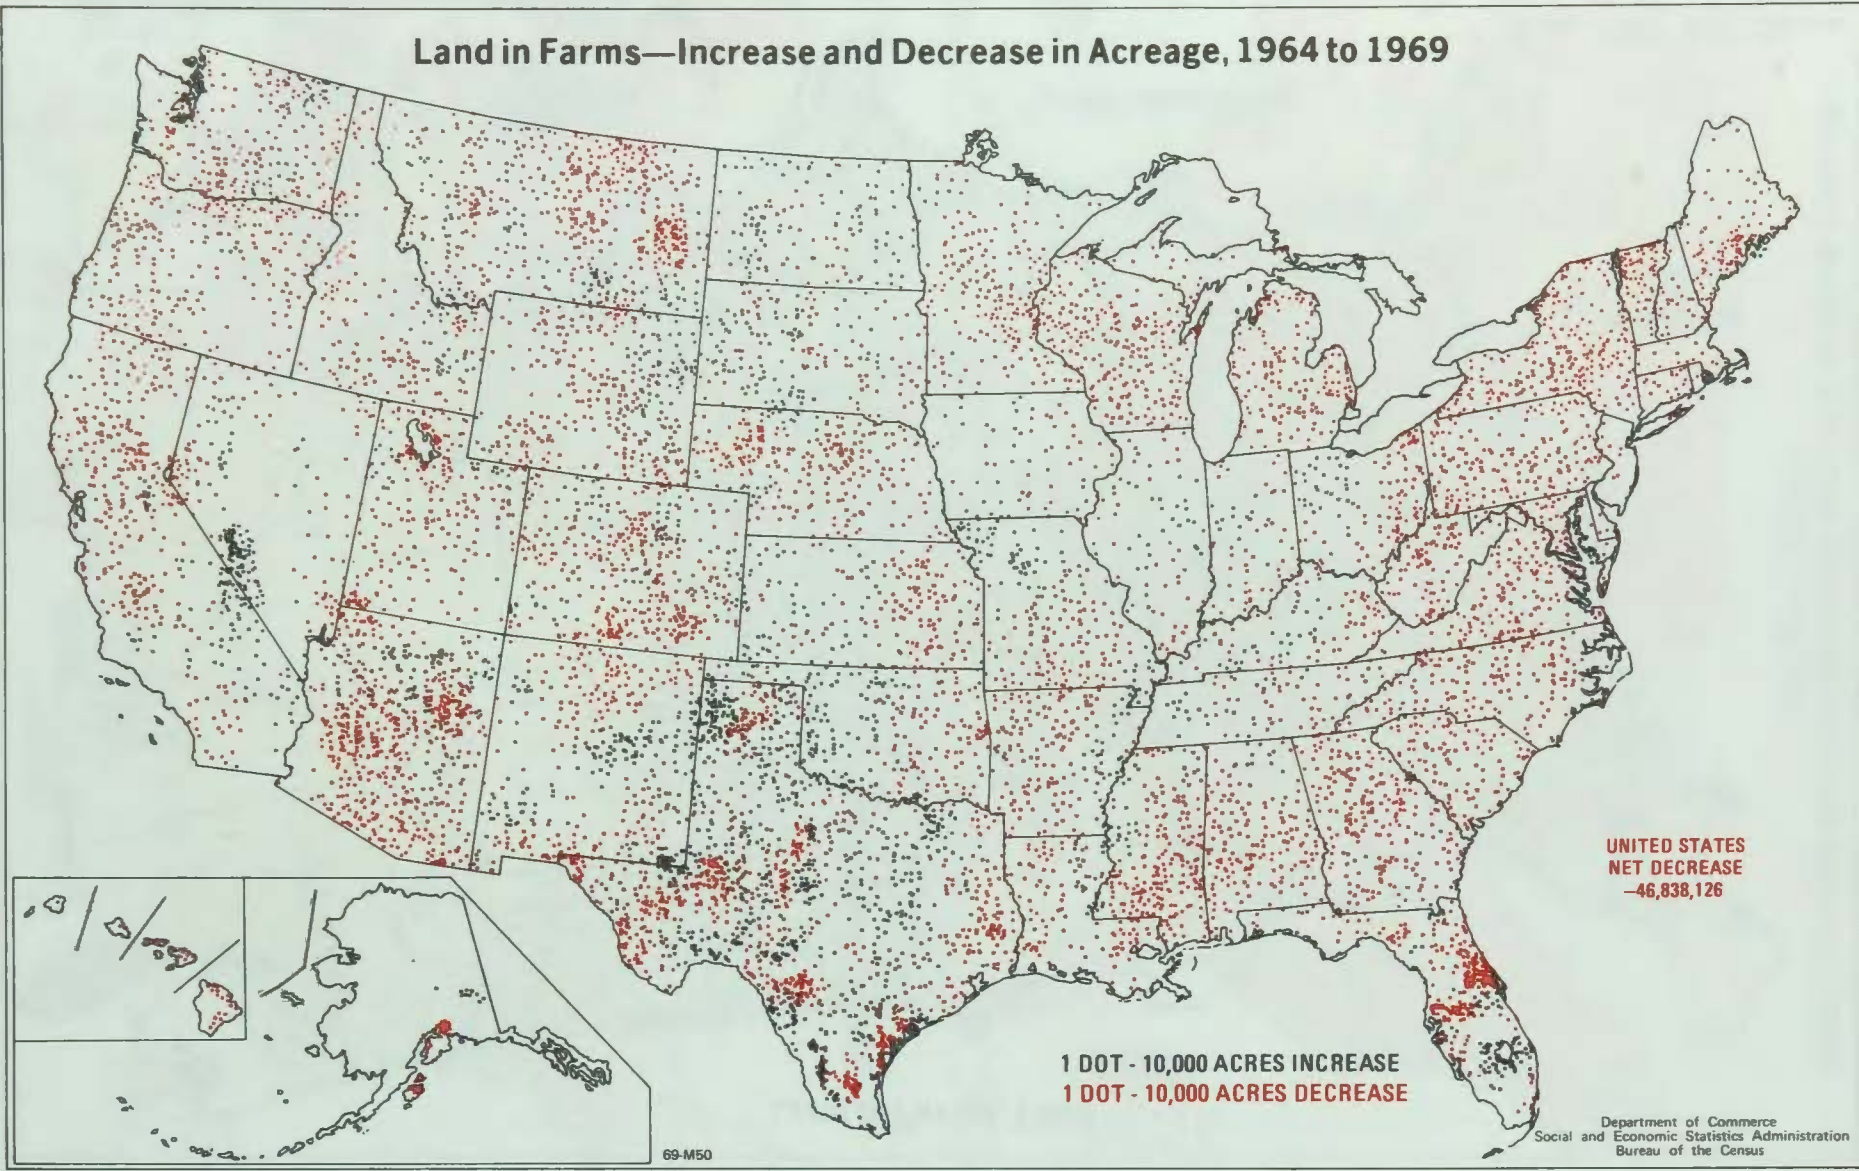 Land in Farms—Increase and Decrease in Acreage, 1964 to 1969
UNITED STATES
NET DECREASE
—46,838,126
1 DOT - 10,000 ACRES INCREASE
1 DOT - 10,000 ACRES DECREASE
69-M50
Department of Commerce
Social and Economic Statistics Administration
Bureau of the Census